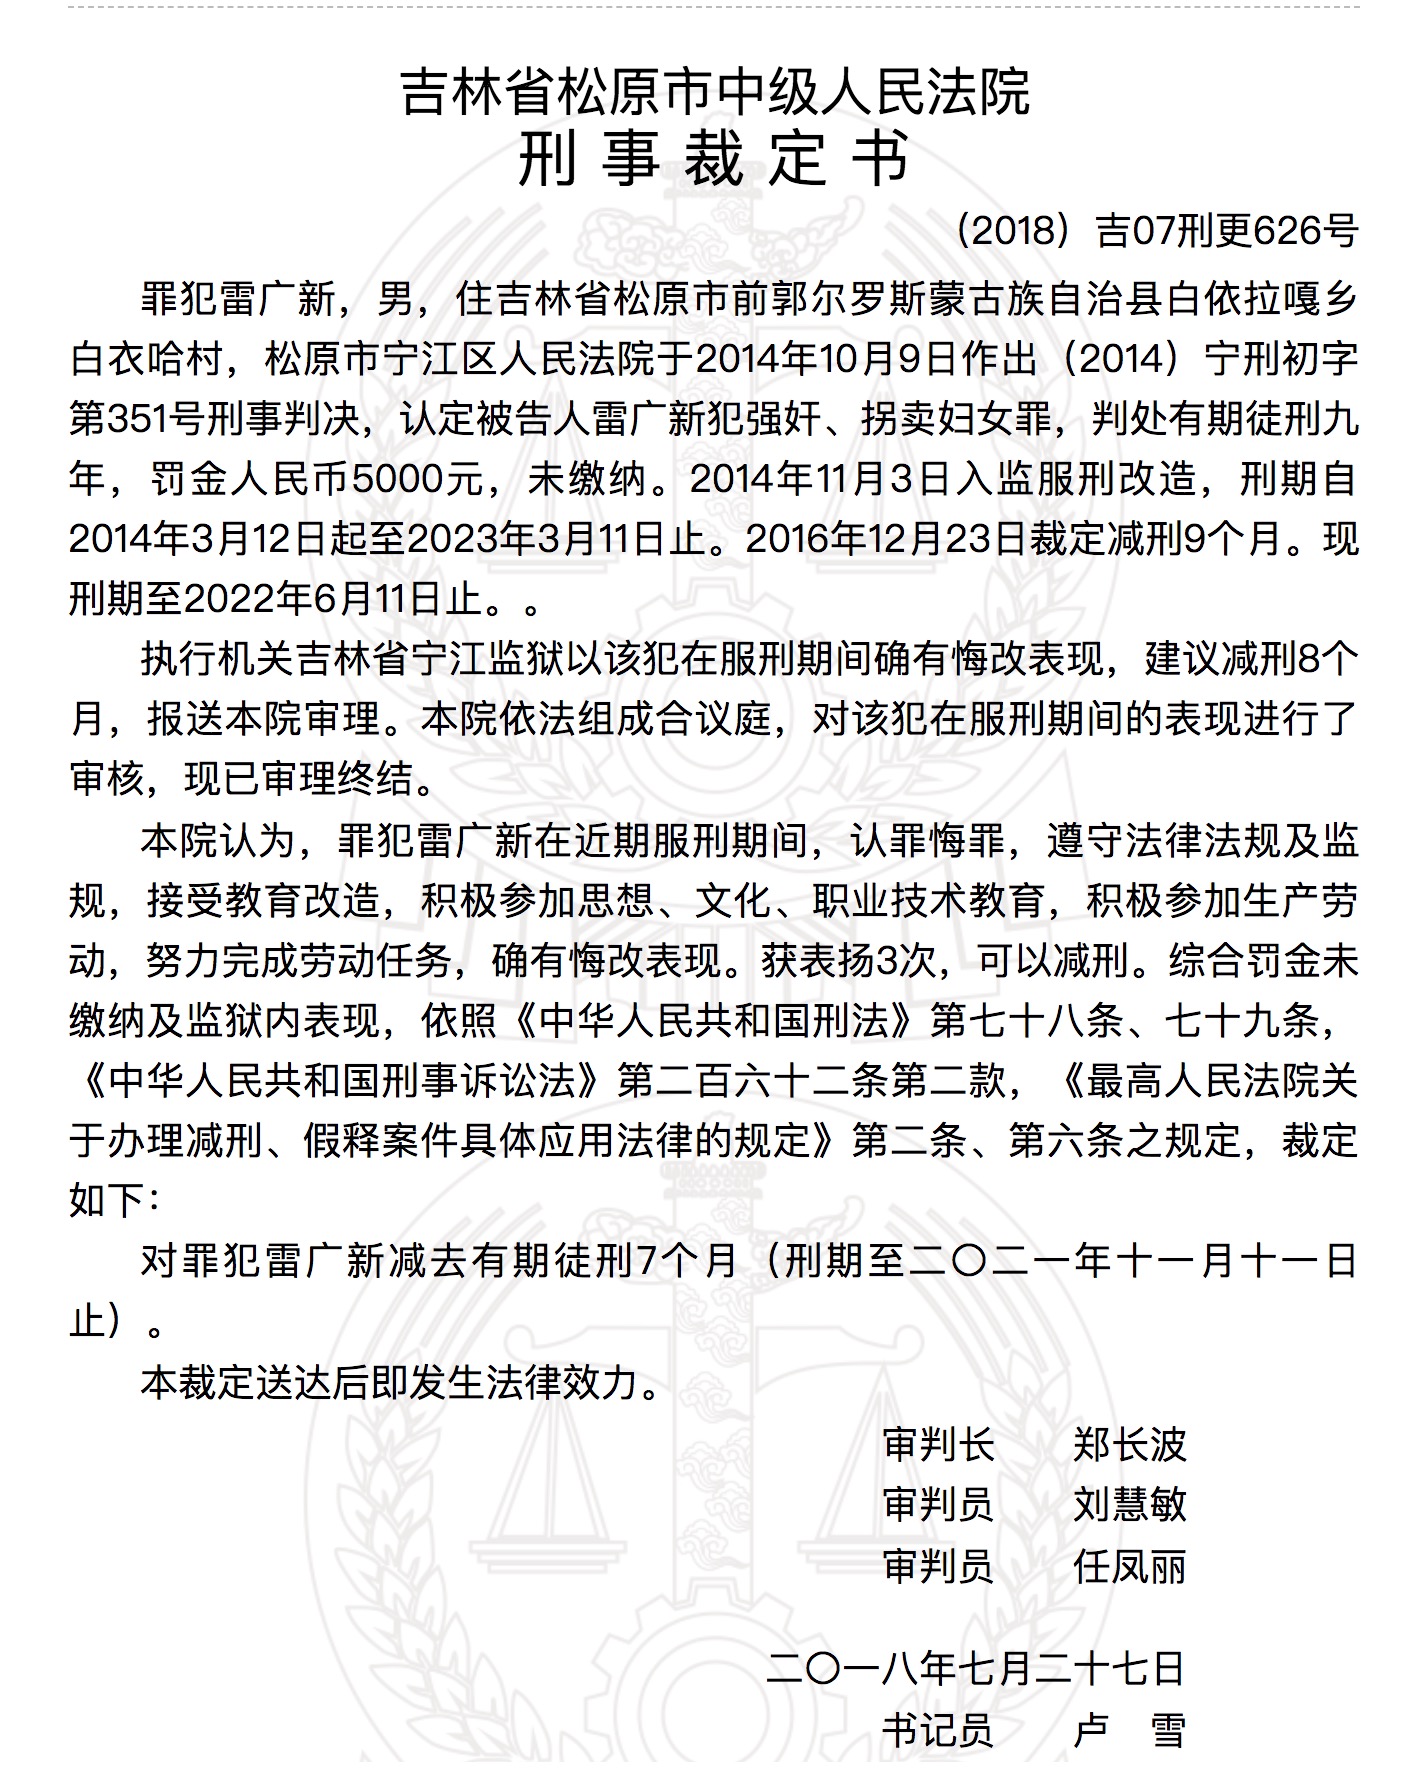 吉林省松原市中级人民法院
刑事裁定书
（2018）吉07刑更626号
罪犯雷广新，男，住吉林省松原市前郭尔罗斯蒙古族自治县白依拉嘎乡
白衣哈村，松原市宁江区人民法院于2014年10月9日作出（2014）宁刑初字
第351号刑事判决，认定被告人雷广新犯强奸、拐卖妇女罪，判处有期徒刑九
年，罚金人民币5000元，未缴纳。2014年11月3日入监服刑改造，刑期自
2014年3月12日起至2023年3月11日止。2016年12月23日裁定减刑9个月。现
刑期至2022年6月11日止。。
执行机关吉林省宁江监狱以该犯在服刑期间确有悔改表现，建议减刑8个
月，报送本院审理。本院依法组成合议庭，对该犯在服刑期间的表现进行了
审核，现已审理终结。
本院认为，罪犯雷广新在近期服刑期间，认罪悔罪，遵守法律法规及监
规，接受教育改造，积极参加思想、文化、职业技术教育，积极参加生产劳
动，努力完成劳动任务，确有悔改表现。获表扬3次，可以减刑。综合罚金未
缴纳及监狱内表现，依照《中华人民共和国刑法》第七十八条、七十九条，
《中华人民共和国刑事诉讼法》第二百六十二条第二款，《最高人民法院关
于办理减刑、假释案件具体应用法律的规定》第二条、第六条之规定，裁定
如下：
对罪犯雷广新减去有期徒刑7个月（刑期至二〇二一年十一月十一日
止）。
本裁定送达后即发生法律效力。
审判长　　郑长波
审判员　　刘慧敏
审判员　　任凤丽
二〇一八年七月二十七日
书记员　　卢　雪